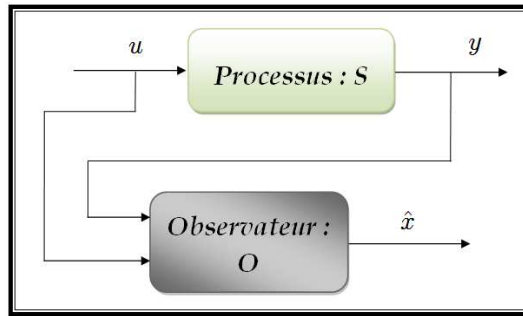 u
Processus : S
y
Observateur :
O
x̂